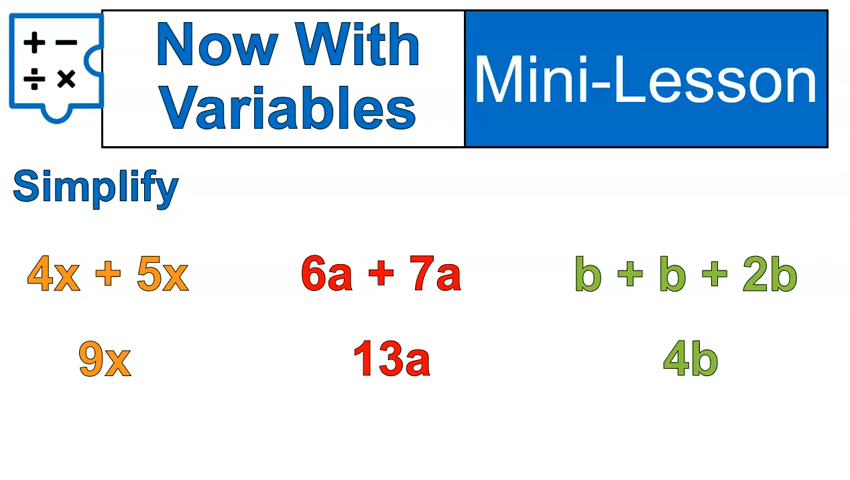 + −
÷ ×
Now With
Variables
Mini-Lesson
Simplify
4x + 5x
6a + 7a
b + b + 2b
9x
13a
4b